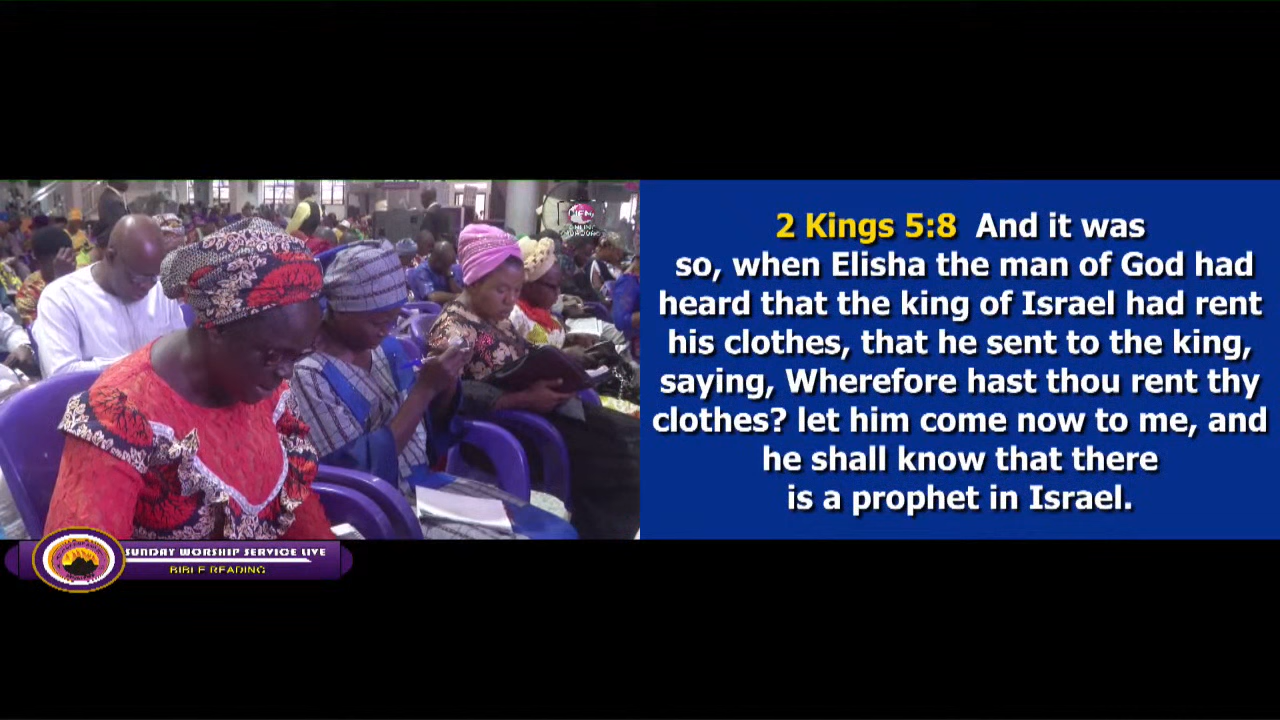 2 Kings 5:8 And it was
so, when Elisha the man of God had
heard that the king of Israel had rent
his clothes, that he sent to the king,
saying, Wherefore hast thou rent thy
clothes? let him come now to me, and
he shall know that there
is a prophet in Israel.
SUNDAY WORSHIP SERVICE LIVE
BIBLE READING